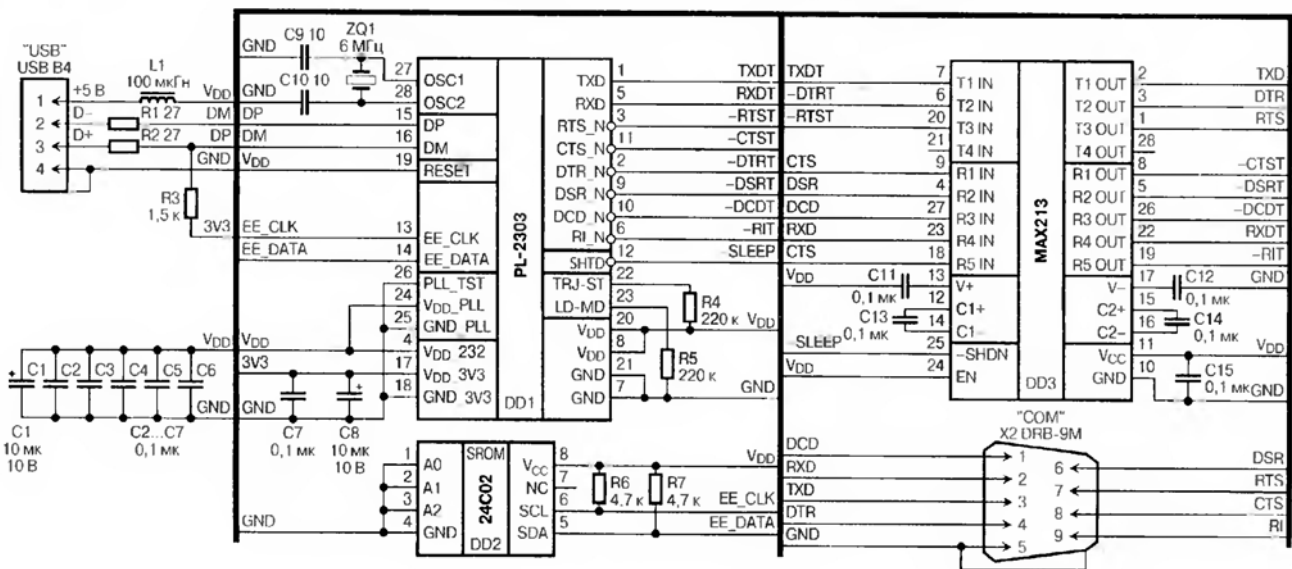 "USB"
USB B4
L1
100 мкГн
+5 В
VDD
1
2
3
4
D-
D+
R1 27
R2 27
DM
DP
GND
R3
1,5 к
3V3
VDD
GND
C1
C2
C3
C4
C5
C6
C1
10 мк
10 В
C2...C7
0,1 мк
GND
C9 10
ZQ1
6 МГц
GND
C10 10
DP
DM
VDD
EE_CLK
EE_DATA
VDD
3V3
GND
C7
0,1 мк
C8
10 мк
10 В
27
28
15
16
19
13
14
26
24
25
4
17
18
OSC1
OSC2
DP
DM
RESET
EE_CLK
EE_DATA
PLL_TST
VDD_PLL
GND_PLL
VDD 232
VDD 3V3
GND 3V3
PL-2303
DD1
TXD
RXD
RTS_N
CTS_N
DTR_N
DSR_N
DCD_N
RI_N
SHTD
TRJ-ST
LD-MD
VDD
VDD
GND
GND
1
5
3
11
2
9
10
6
12
22
23
20
8
21
7
TXDT
RXDT
-RTST
-CTST
-DTRT
-DSRT
-DCDT
-RIT
-SLEEP
R4
220 к
VDD
R5
220 к
GND
GND
1
2
3
4
A0
A1
A2
GND
SROM
24C02
DD2
VCC
NC
SCL
SDA
8
7
6
5
R6
4,7 к
R7
4,7 к
VDD
EE_CLK
EE_DATA
TXDT
-DTRT
-RTST
CTS
DSR
DCD
RXD
CTS
VDD
C11
0,1 мк
C13
0,1 мк
SLEEP
VDD
7
6
20
21
9
4
27
23
18
13
12
14
25
24
T1 IN
T2 IN
T3 IN
T4 IN
R1 IN
R2 IN
R3 IN
R4 IN
R5 IN
V+
C1+
C1-
-SHDN
EN
MAX213
DD3
T1 OUT
T2 OUT
T3 OUT
T4 OUT
R1 OUT
R2 OUT
R3 OUT
R4 OUT
R5 OUT
V-
C2+
C2-
VCC
GND
2
3
1
28
8
5
26
22
19
17
15
16
11
10
TXD
DTR
RTS
-CTST
-DSRT
-DCDT
RXDT
-RIT
GND
C12
0,1 мк
C14
0,1 мк
VDD
C15
0,1 мк
GND
"COM"
X2 DRB-9M
DCD
RXD
TXD
DTR
GND
1
2
3
4
5
6
7
8
9
DSR
RTS
CTS
RI